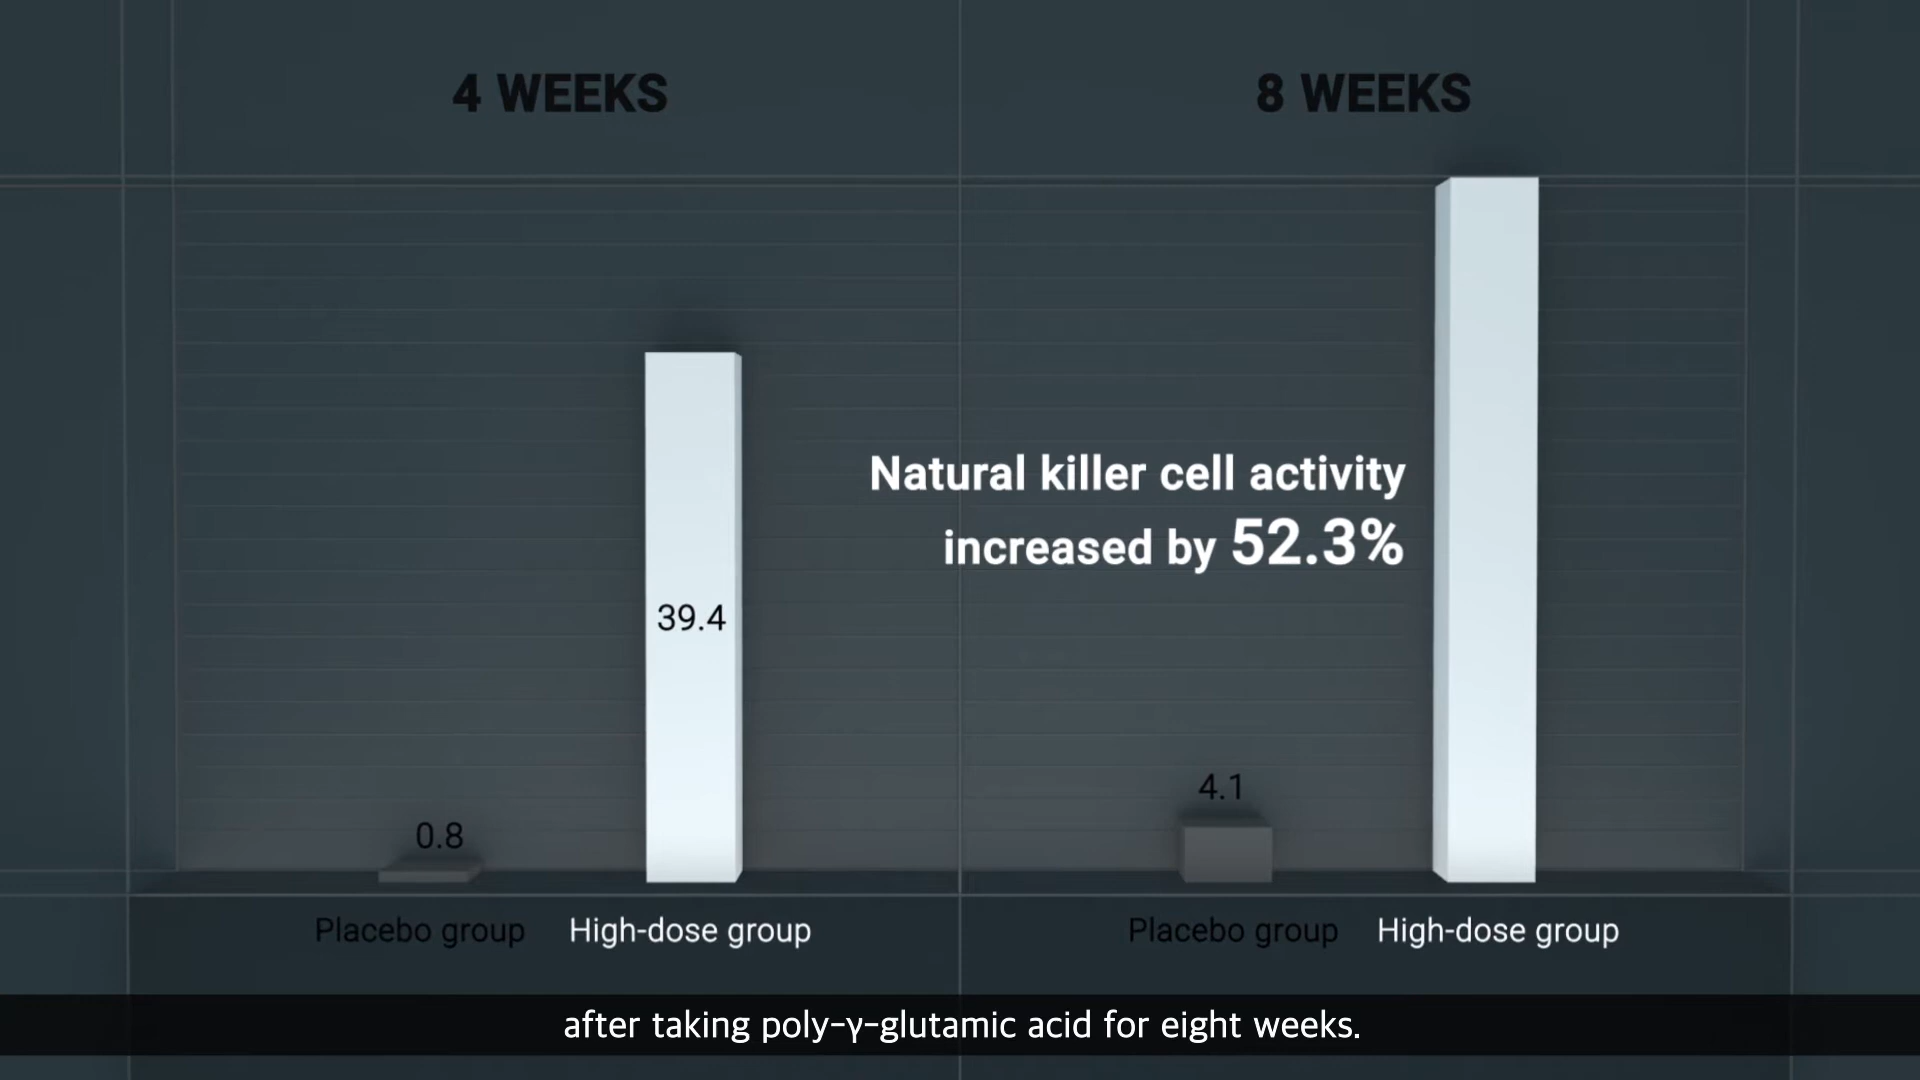 4 WEEKS
8 WEEKS
Natural killer cell activity
increased by 52.3%
39.4
0.8
4.1
Placebo group
High-dose group
Placebo group
High-dose group
after taking poly-γ-glutamic acid for eight weeks.